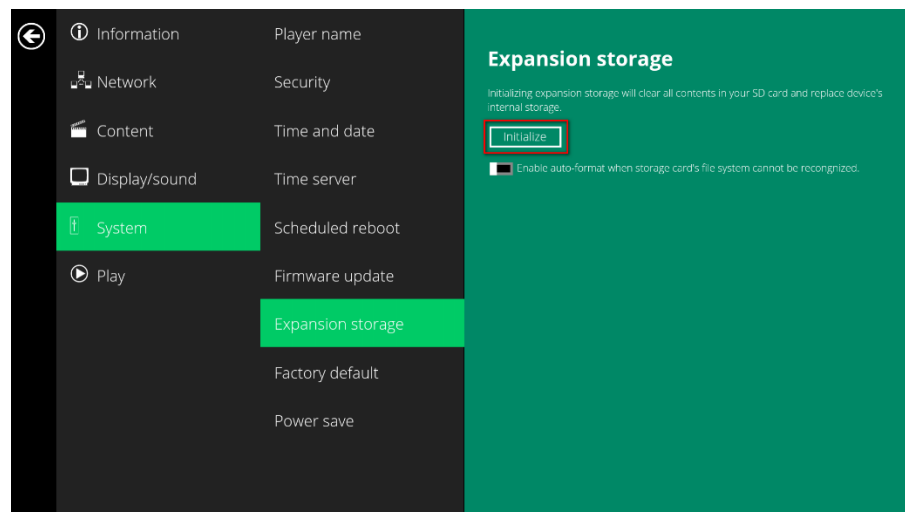 Information
Network
Content
Display/sound
System
Play
Player name
Security
Time and date
Time server
Scheduled reboot
Firmware update
Expansion storage
Factory default
Power save
Expansion storage
Initializing expansion storage will clear all contents in your SD card and replace device's
internal storage.
Initialize
Enable auto-format when storage card's file system cannot be recongnized.